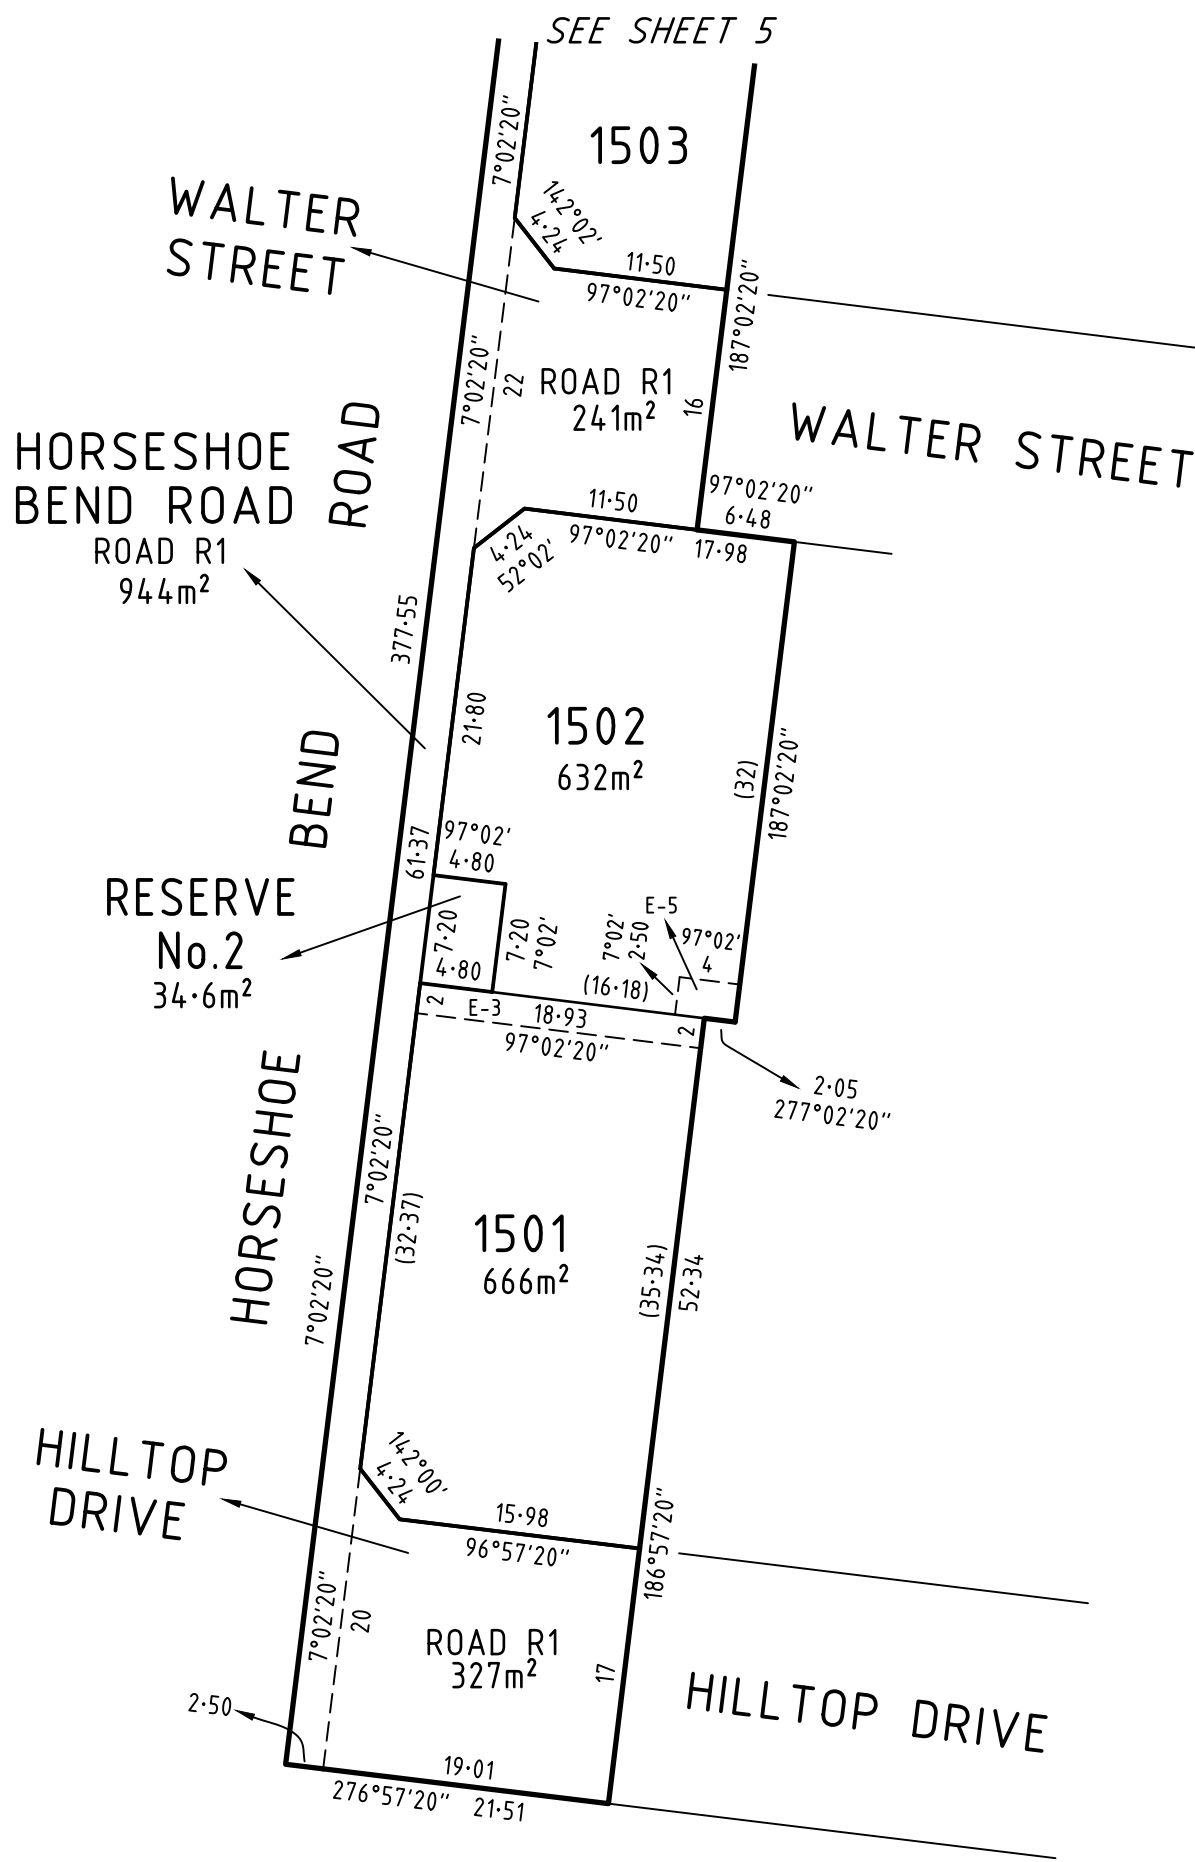 SEE SHEET 5
7°02'20"
1503
WALTER
STREET
142°02'
4·24
11·50
97°02'20"
187°02'20"
7°02'20"
22
ROAD R1
241m²
16
WALTER STREET
HORSESHOE
BEND ROAD
ROAD R1
944m²
ROAD
11·50
97°02'20"
17·98
97°02'20"
6·48
4·24
52°02'
377·55
21·80
1502
632m²
(32)
187°02'20"
BEND
61·37
97°02'
4·80
RESERVE
No.2
34·6m²
7·20
4·80
7·20
7°02'
7°02'
2·50
E-5
97°02'
4
(16·18)
2
E-3
18·93
97°02'20"
2
2·05
277°02'20"
HORSESHOE
7°02'20"
(32·37)
1501
666m²
(35·34)
52·34
7°02'20"
HILLTOP
DRIVE
142°00'
4·24
15·98
96°57'20"
186°57'20"
7°02'20"
20
ROAD R1
327m²
17
HILLTOP DRIVE
2·50
19·01
276°57'20"
21·51